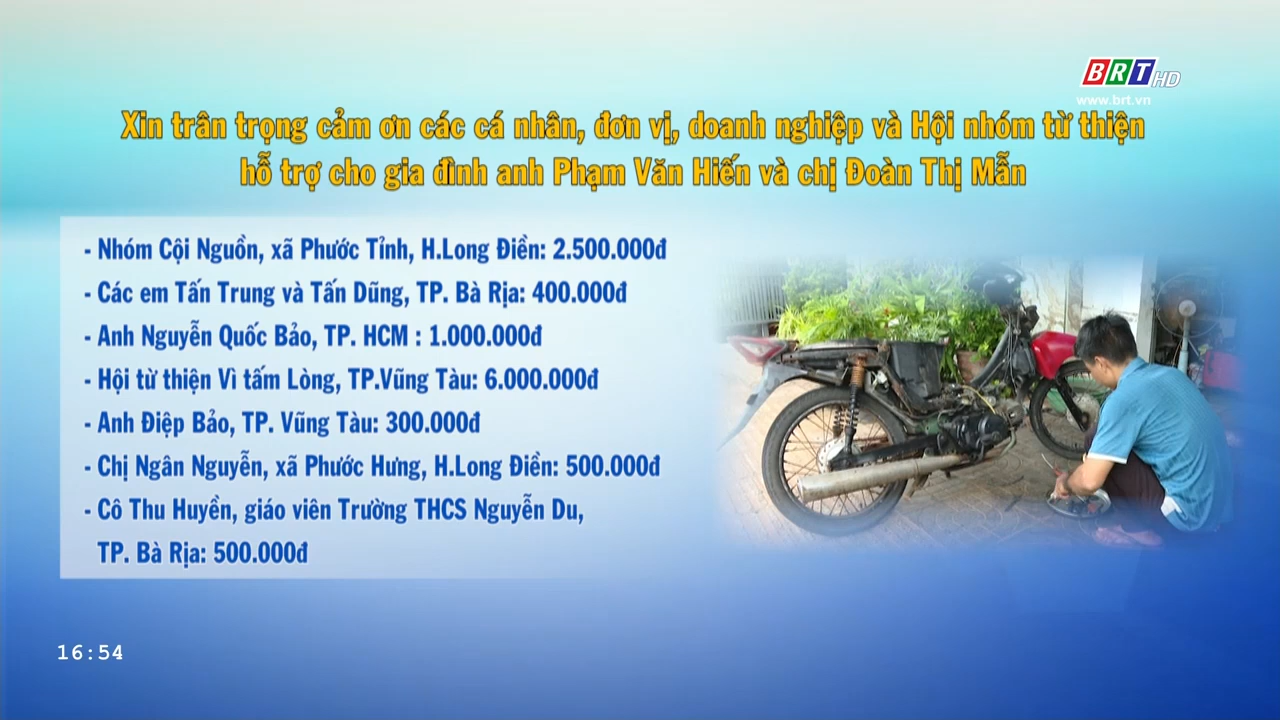 BRT HD
www.brt.vn
Xin trân trọng cảm ơn các cá nhân, đơn vị, doanh nghiệp và Hội nhóm từ thiện
hỗ trợ cho gia đình anh Phạm Văn Hiến và chị Đoàn Thị Mẫn
- Nhóm Cội Nguồn, xã Phước Tỉnh, H.Long Điền: 2.500.000đ
- Các em Tấn Trung và Tấn Dũng, TP. Bà Rịa: 400.000đ
- Anh Nguyễn Quốc Bảo, TP. HCM : 1.000.000đ
- Hội từ thiện Vì tấm Lòng, TP.Vũng Tàu: 6.000.000đ
- Anh Điệp Bảo, TP. Vũng Tàu: 300.000đ
- Chị Ngân Nguyễn, xã Phước Hưng, H.Long Điền: 500.000đ
- Cô Thu Huyền, giáo viên Trường THCS Nguyễn Du,
TP. Bà Rịa: 500.000đ
16:54